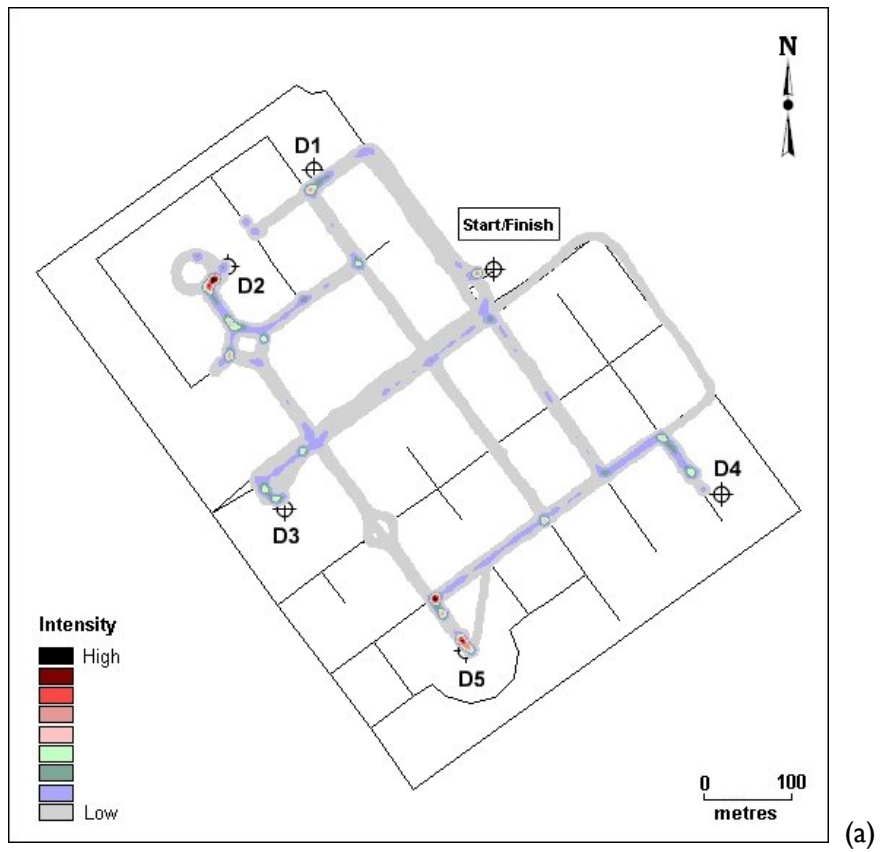 N
D1
Start/Finish
D2
D4
D3
D5
Intensity
High
Low
0 100
metres
(a)